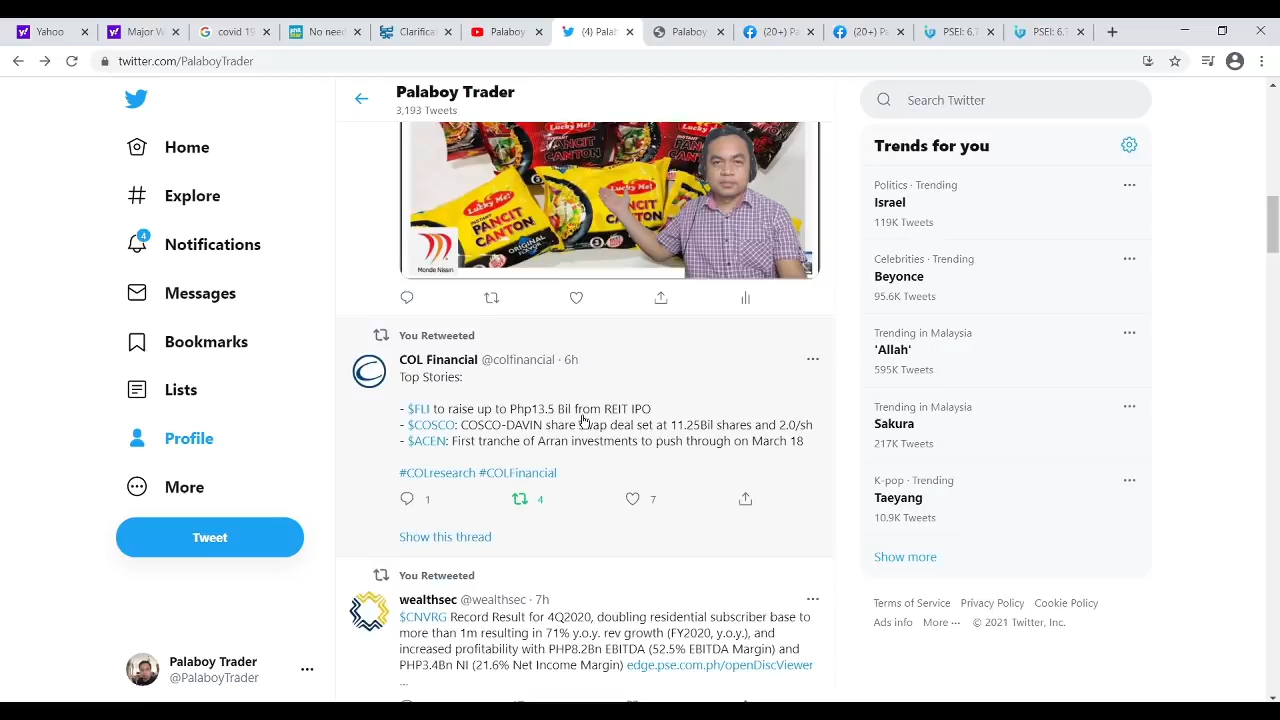 YaHoo
Major V
covid 19
No need
Clarifica
Palaboy
(4) Pala
Palaboy
(20+) Pa
(20+) Pa
PSEI: 6.7
PSEI: 6.7
twitter.com/PalaboyTrader
Palaboy Trader
3,193 Tweets
Search Twitter
Home
Explore
4
Notifications
Messages
Bookmarks
Lists
Profile
More
Tweet
Palaboy Trader
@PalaboyTrader
Lucky Me!
PANCIT CANTON
INSTANT
PANCIT
CANTON
ORIGINAL
Lucky Me!
PANCIT
CANTON
Monde Nissin
You Retweeted
COL Financial @colfinancial · 6h
Top Stories:
- $FLI to raise up to Php13.5 Bil from REIT IPO
- $COSCO: COSCO-DAVIN share swap deal set at 11.25Bil shares and 2.0/sh
- $ACEN: First tranche of Arran investments to push through on March 18
#COLresearch #COLFinancial
1
4
7
Show this thread
You Retweeted
wealthsec @wealthsec · 7h
$CNVRG Record Result for 4Q2020, doubling residential subscriber base to
more than 1m resulting in 71% y.o.y. rev growth (FY2020, y.o.y.), and
increased profitability with PHP8.2Bn EBITDA (52.5% EBITDA Margin) and
PHP3.4Bn NI (21.6% Net Income Margin) edge.pse.com.ph/openDiscViewer
...
Trends for you
Politics · Trending
Israel
119K Tweets
Celebrities · Trending
Beyonce
95.6K Tweets
Trending in Malaysia
'Allah'
595K Tweets
Trending in Malaysia
Sakura
217K Tweets
K-pop · Trending
Taeyang
10.9K Tweets
Show more
Terms of Service Privacy Policy Cookie Policy
Ads info More ··· © 2021 Twitter, Inc.